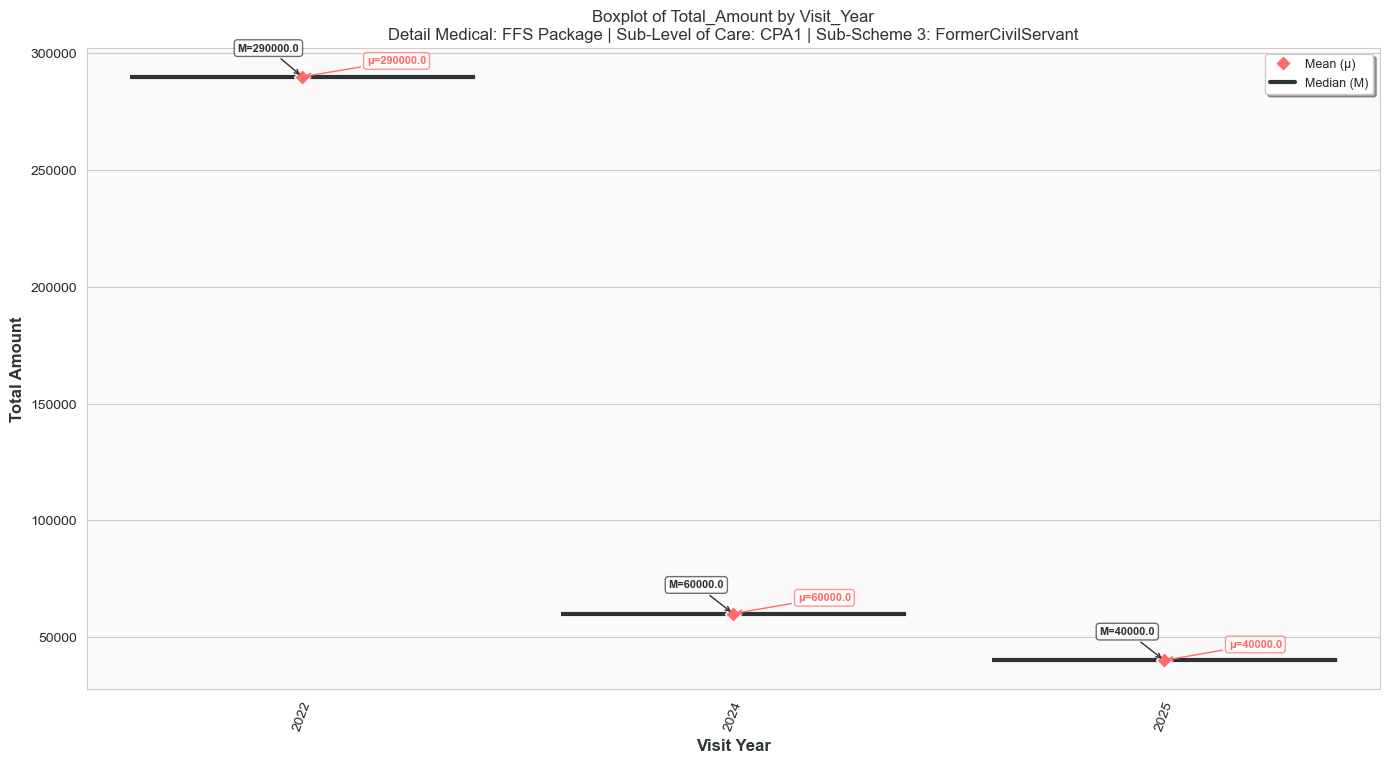 Boxplot of Total_Amount by Visit_Year
Detail Medical: FFS Package | Sub-Level of Care: CPA1 | Sub-Scheme 3: FormerCivilServant
Mean (μ)
Median (M)
M=290000.0
μ=290000.0
M=60000.0
μ=60000.0
M=40000.0
μ=40000.0
Total Amount
300000
250000
200000
150000
100000
50000
2022
2024
2025
Visit Year